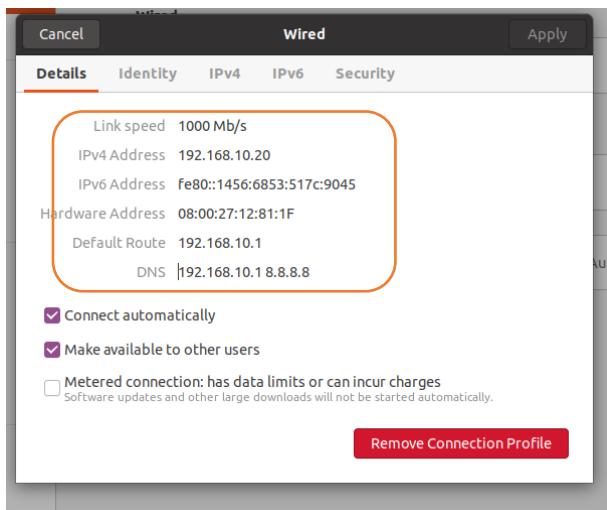 Wired
Cancel Wired Apply
Details Identity IPv4 IPv6 Security
Link speed 1000 Mb/s
IPv4 Address 192.168.10.20
IPv6 Address fe80::1456:6853:517c:9045
Hardware Address 08:00:27:12:81:1F
Default Route 192.168.10.1
DNS 192.168.10.1 8.8.8.8
Connect automatically
Make available to other users
Metered connection: has data limits or can incur charges
Software updates and other large downloads will not be started automatically.
Remove Connection Profile